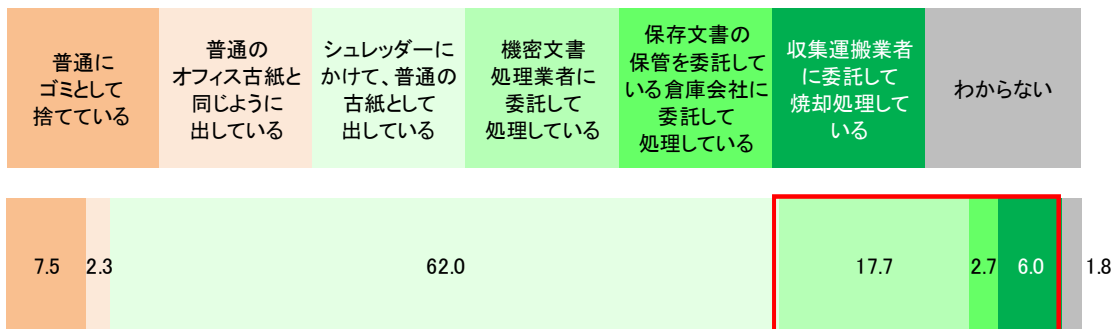 普通に
ゴミとして
捨てている
普通の
オフィス古紙と
同じように
出している
シュレッダーに
かけて、普通の
古紙として
出している
機密文書
処理業者に
委託して
処理している
保存文書の
保管を委託して
いる倉庫会社に
委託して
処理している
収集運搬業者
に委託して
焼却処理して
いる
わからない
7.5 2.3 62.0 17.7 2.7 6.0 1.8